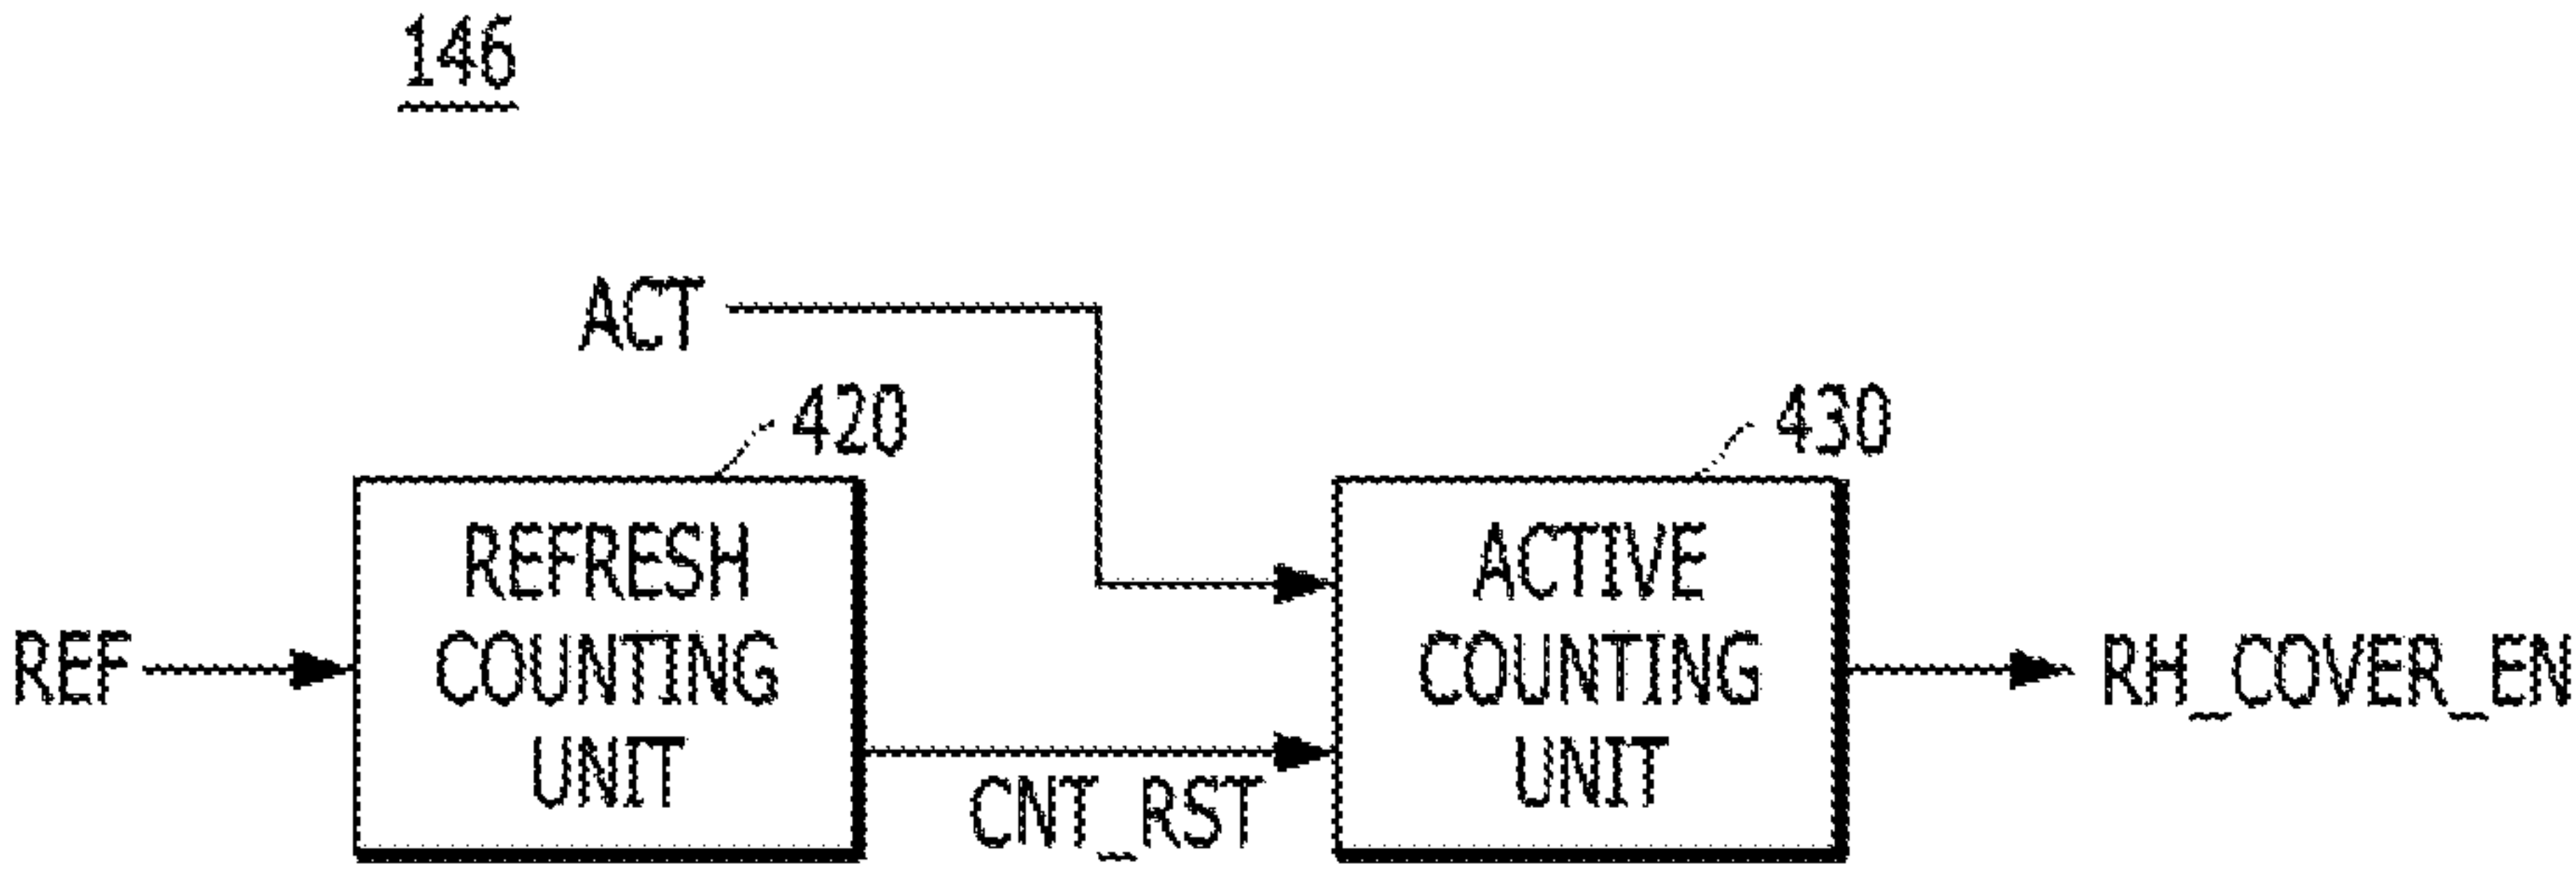 146
ACT
420
430
REFRESH
COUNTING
UNIT
ACTIVE
COUNTING
UNIT
REF
RH_COVER_EN
CNT_RST